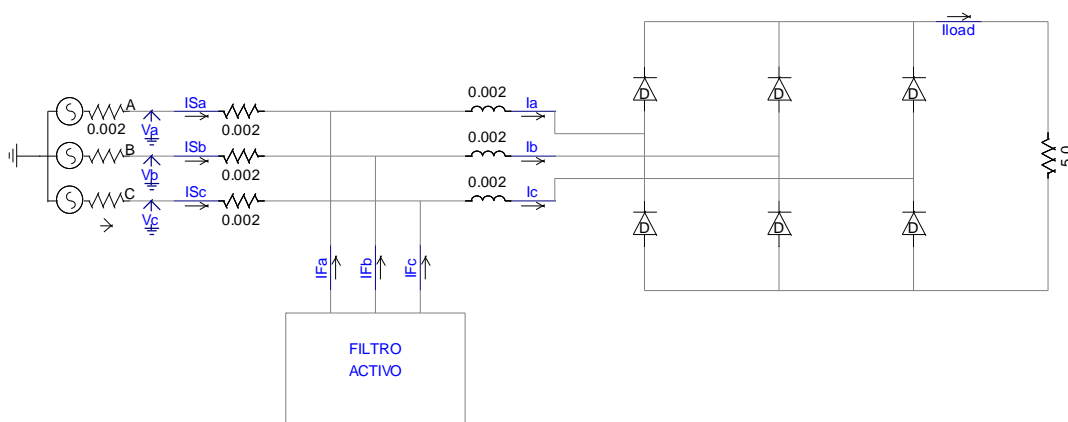 Iload
0.002
A
ISa
Ia
D
D
D
0.002
Va
0.002
0.002
B
ISb
Ib
Vb
0.002
0.002
C
ISc
Ic
5.0
Vc
0.002
D
D
D
IFa
IFb
IFc
FILTRO
ACTIVO